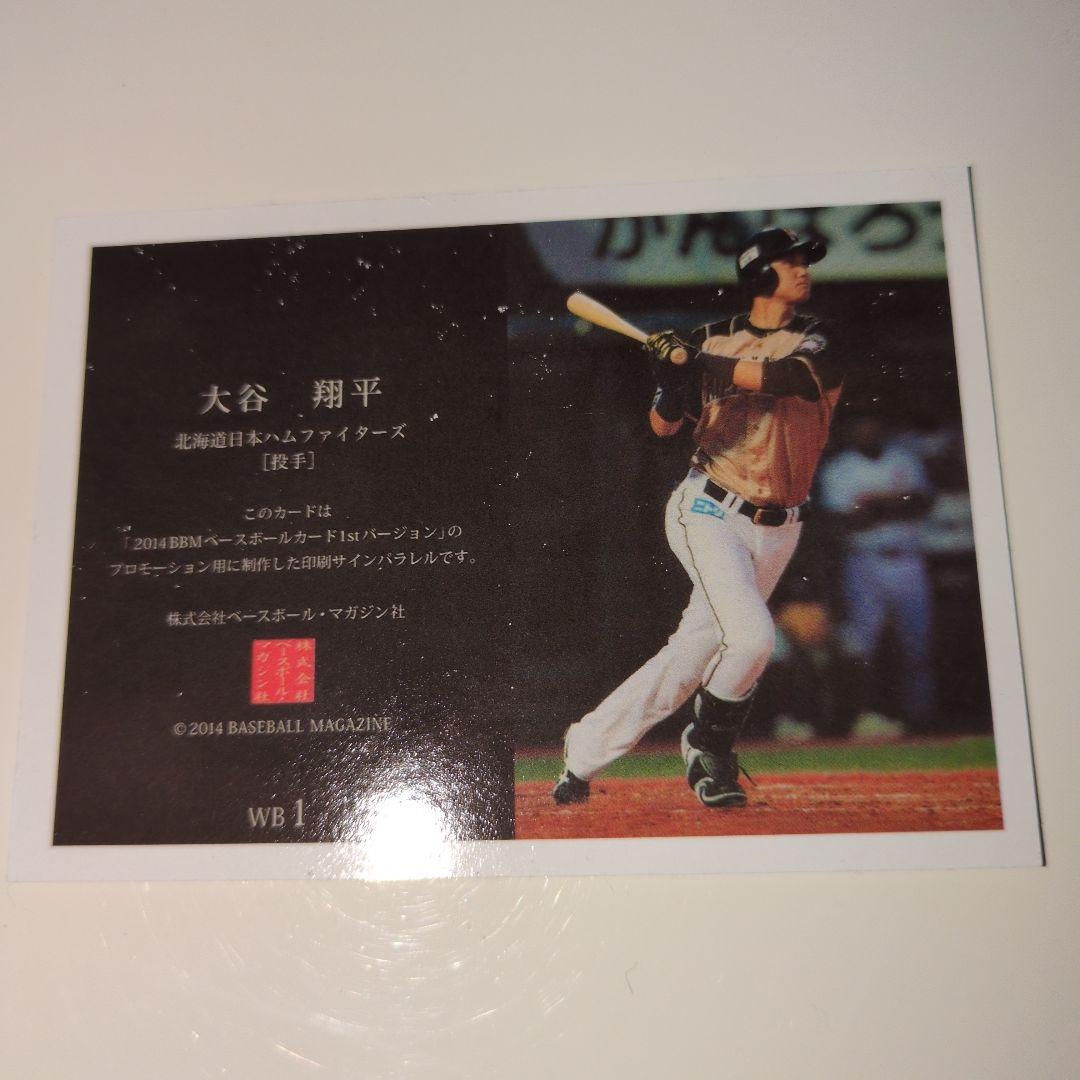 大谷 翔平
北海道日本ハムファイターズ
[投手]
このカードは
「2014 BBMベースボールカード1stバージョン」の
プロモーション用に制作した印刷サインパラレルです。
株式会社ベースボール・マガジン社
株式会社
ベースボール・
マガジン社
© 2014 BASEBALL MAGAZINE
WB 1
がんばろう